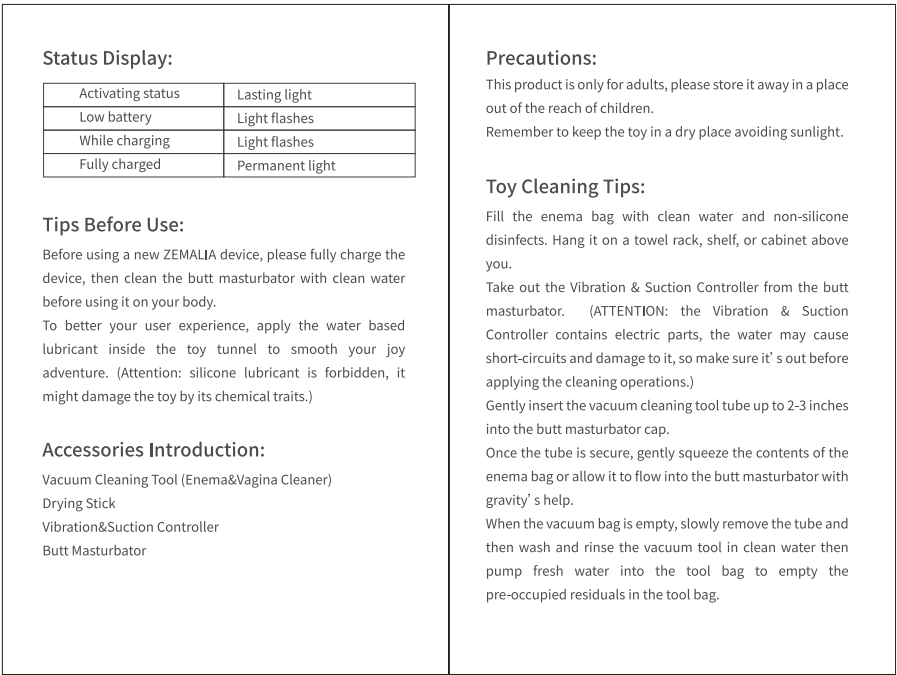 Status Display:
Activating status Lasting light
Low battery Light flashes
While charging Light flashes
Fully charged Permanent light
Tips Before Use:
Before using a new ZEMALIA device, please fully charge the
device, then clean the butt masturbator with clean water
before using it on your body.
To better your user experience, apply the water based
lubricant inside the toy tunnel to smooth your joy
adventure. (Attention: silicone lubricant is forbidden, it
might damage the toy by its chemical traits.)
Accessories Introduction:
Vacuum Cleaning Tool (Enema&Vagina Cleaner)
Drying Stick
Vibration&Suction Controller
Butt Masturbator
Precautions:
This product is only for adults, please store it away in a place
out of the reach of children.
Remember to keep the toy in a dry place avoiding sunlight.
Toy Cleaning Tips:
Fill the enema bag with clean water and non-silicone
disinfects. Hang it on a towel rack, shelf, or cabinet above
you.
Take out the Vibration & Suction Controller from the butt
masturbator. (ATTENTION: the Vibration & Suction
Controller contains electric parts, the water may cause
short-circuits and damage to it, so make sure it’s out before
applying the cleaning operations.)
Gently insert the vacuum cleaning tool tube up to 2-3 inches
into the butt masturbator cap.
Once the tube is secure, gently squeeze the contents of the
enema bag or allow it to flow into the butt masturbator with
gravity’s help.
When the vacuum bag is empty, slowly remove the tube and
then wash and rinse the vacuum tool in clean water then
pump fresh water into the tool bag to empty the
pre-occupied residuals in the tool bag.